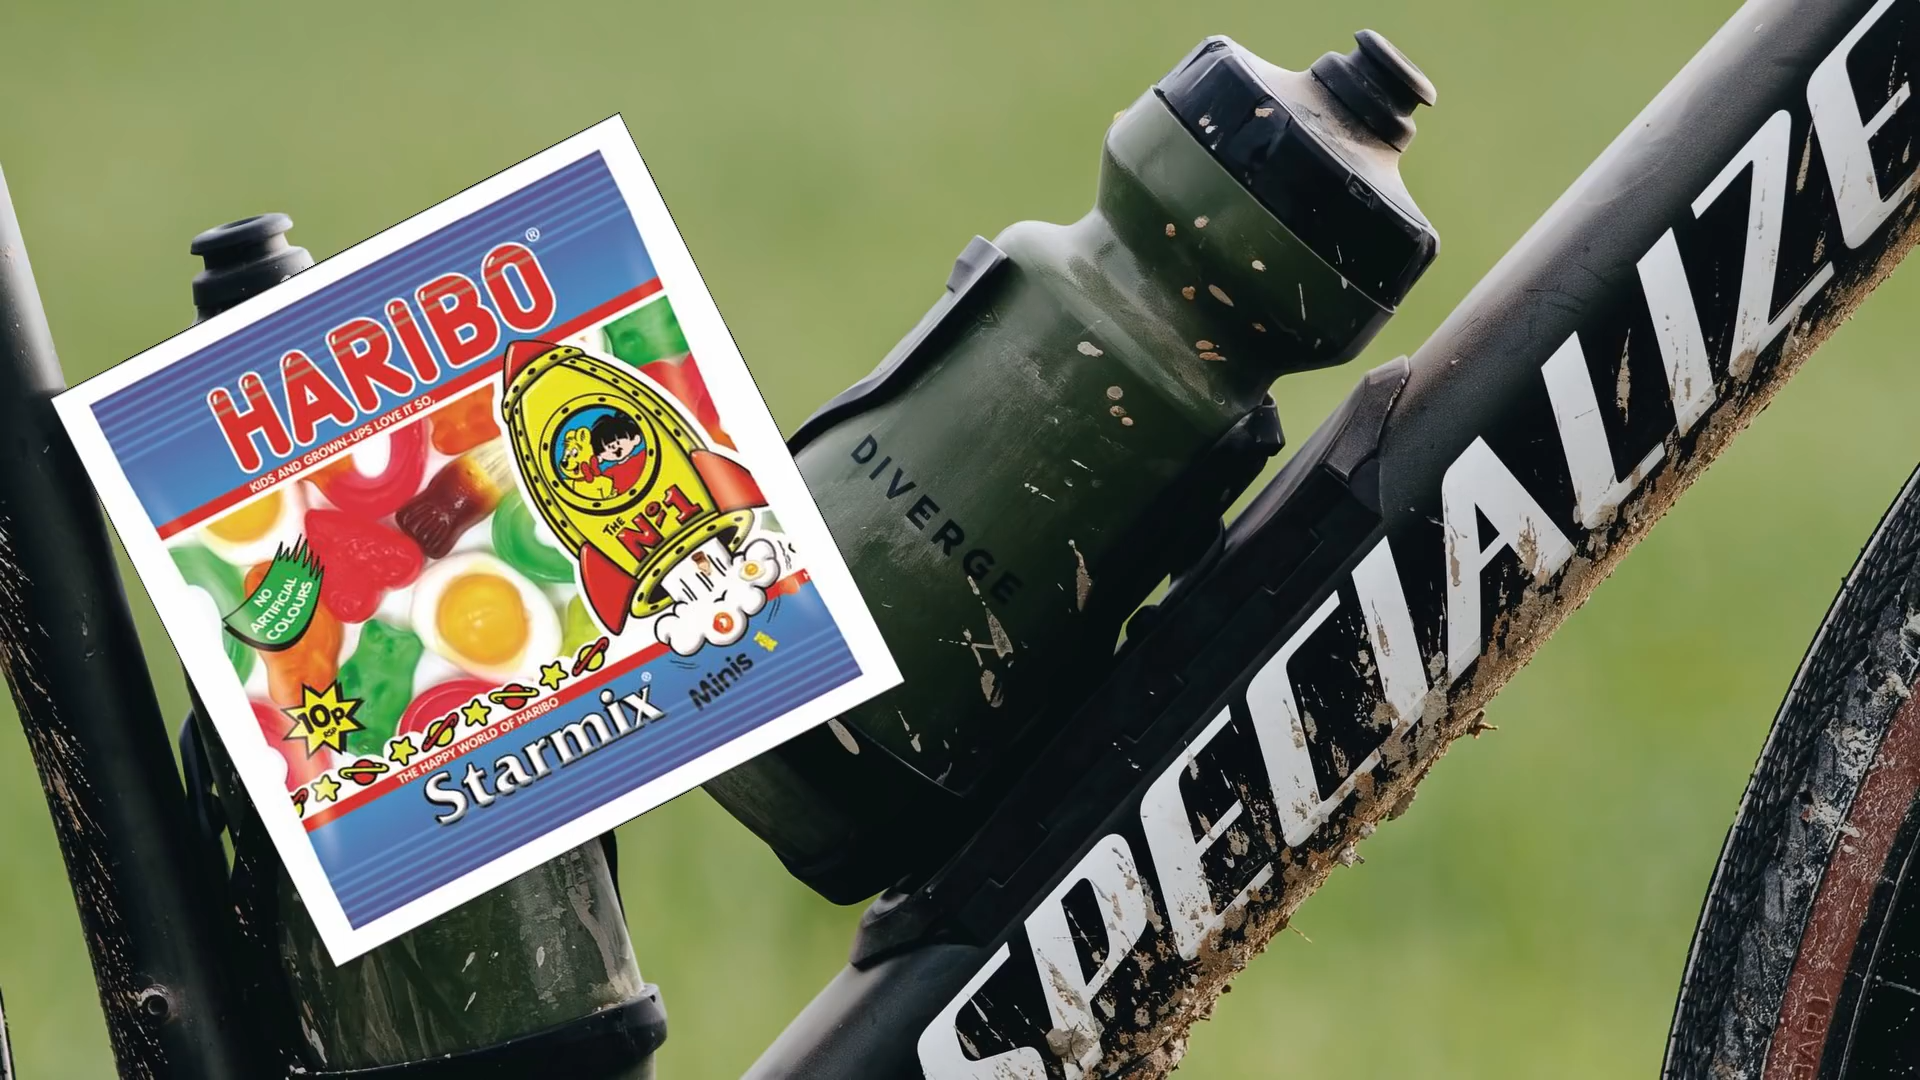 HARIBO®
KIDS AND GROWN-UPS LOVE IT SO,
THE
Nº1
NO
ARTIFICIAL
COLOURS
10p
RSP
THE HAPPY WORLD OF HARIBO
Starmix®
Minis
DIVERGE
SPECIALIZE